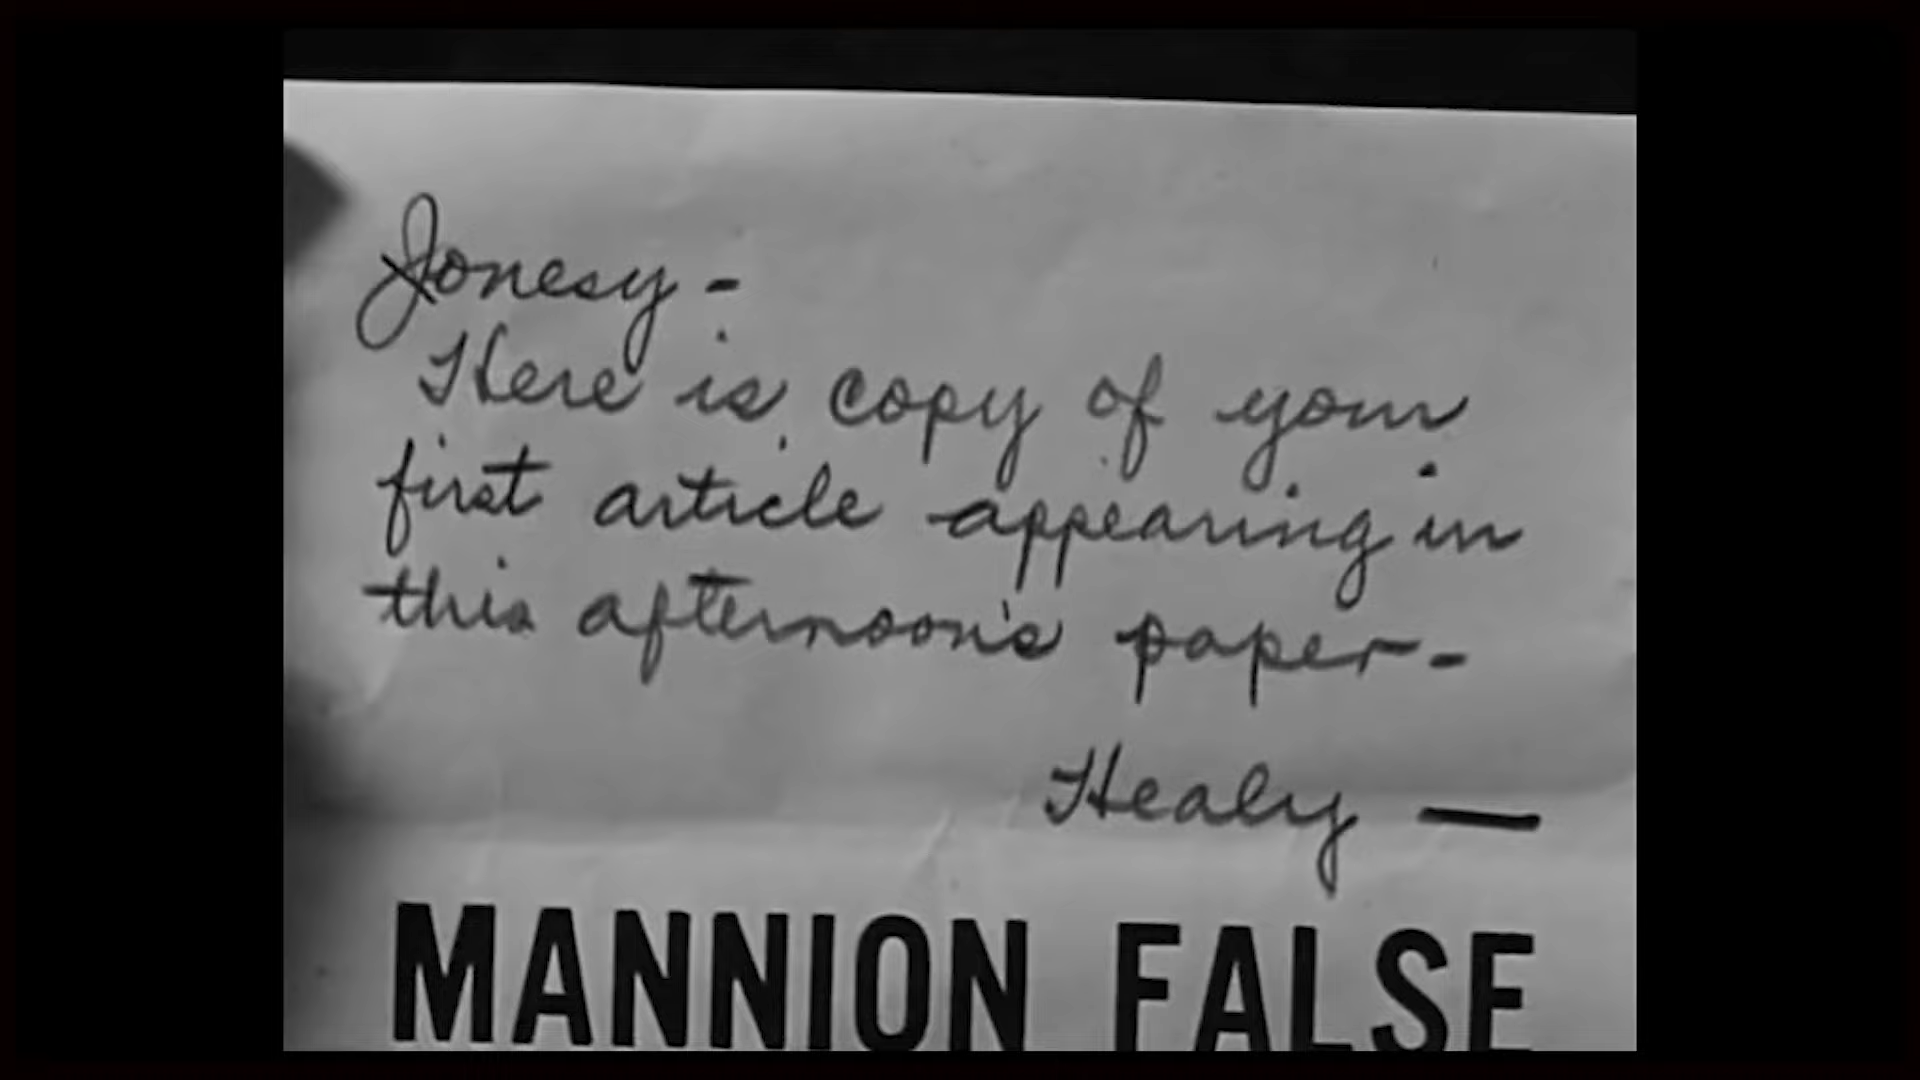 Jonesy -
Here is copy of your
first article appearing in
this afternoon's paper-
Healy —
MANNION FALSE